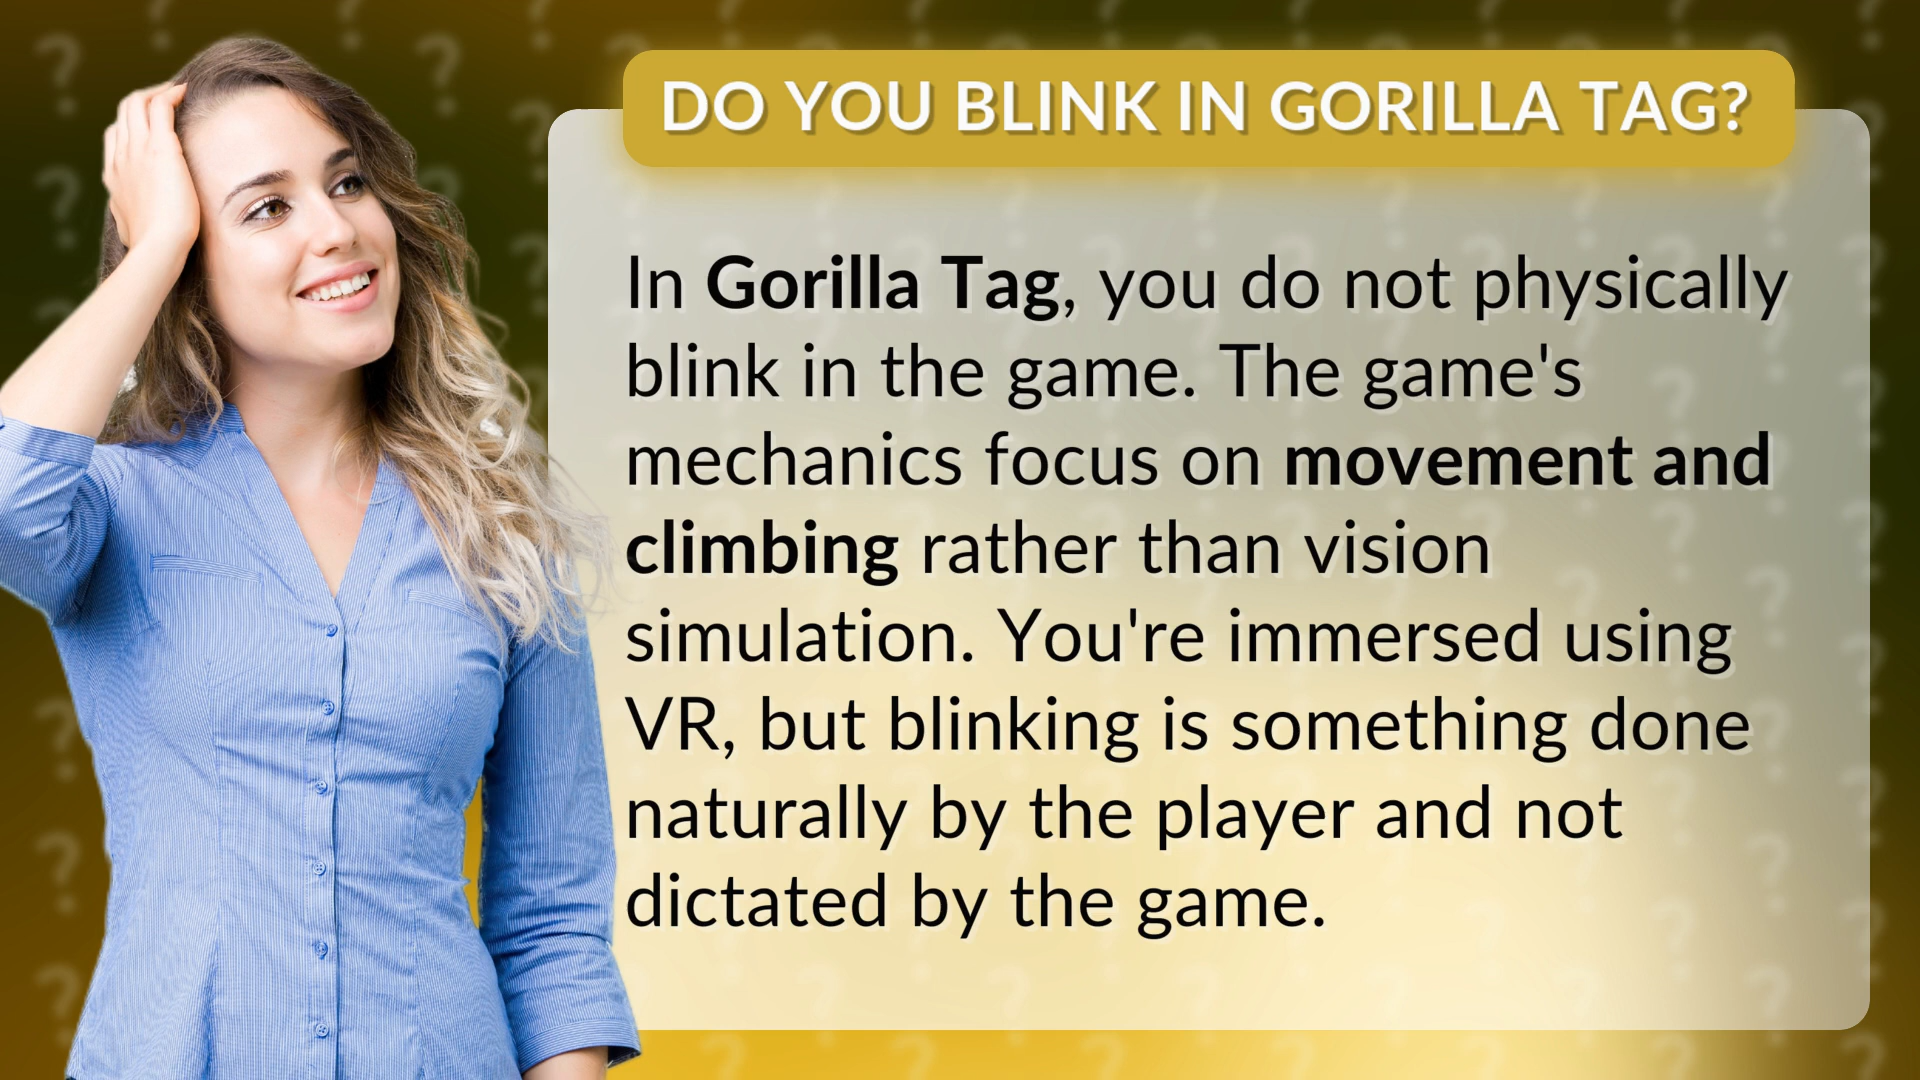 DO YOU BLINK IN GORILLA TAG?
In Gorilla Tag, you do not physically
blink in the game. The game's
mechanics focus on movement and
climbing rather than vision
simulation. You're immersed using
VR, but blinking is something done
naturally by the player and not
dictated by the game.